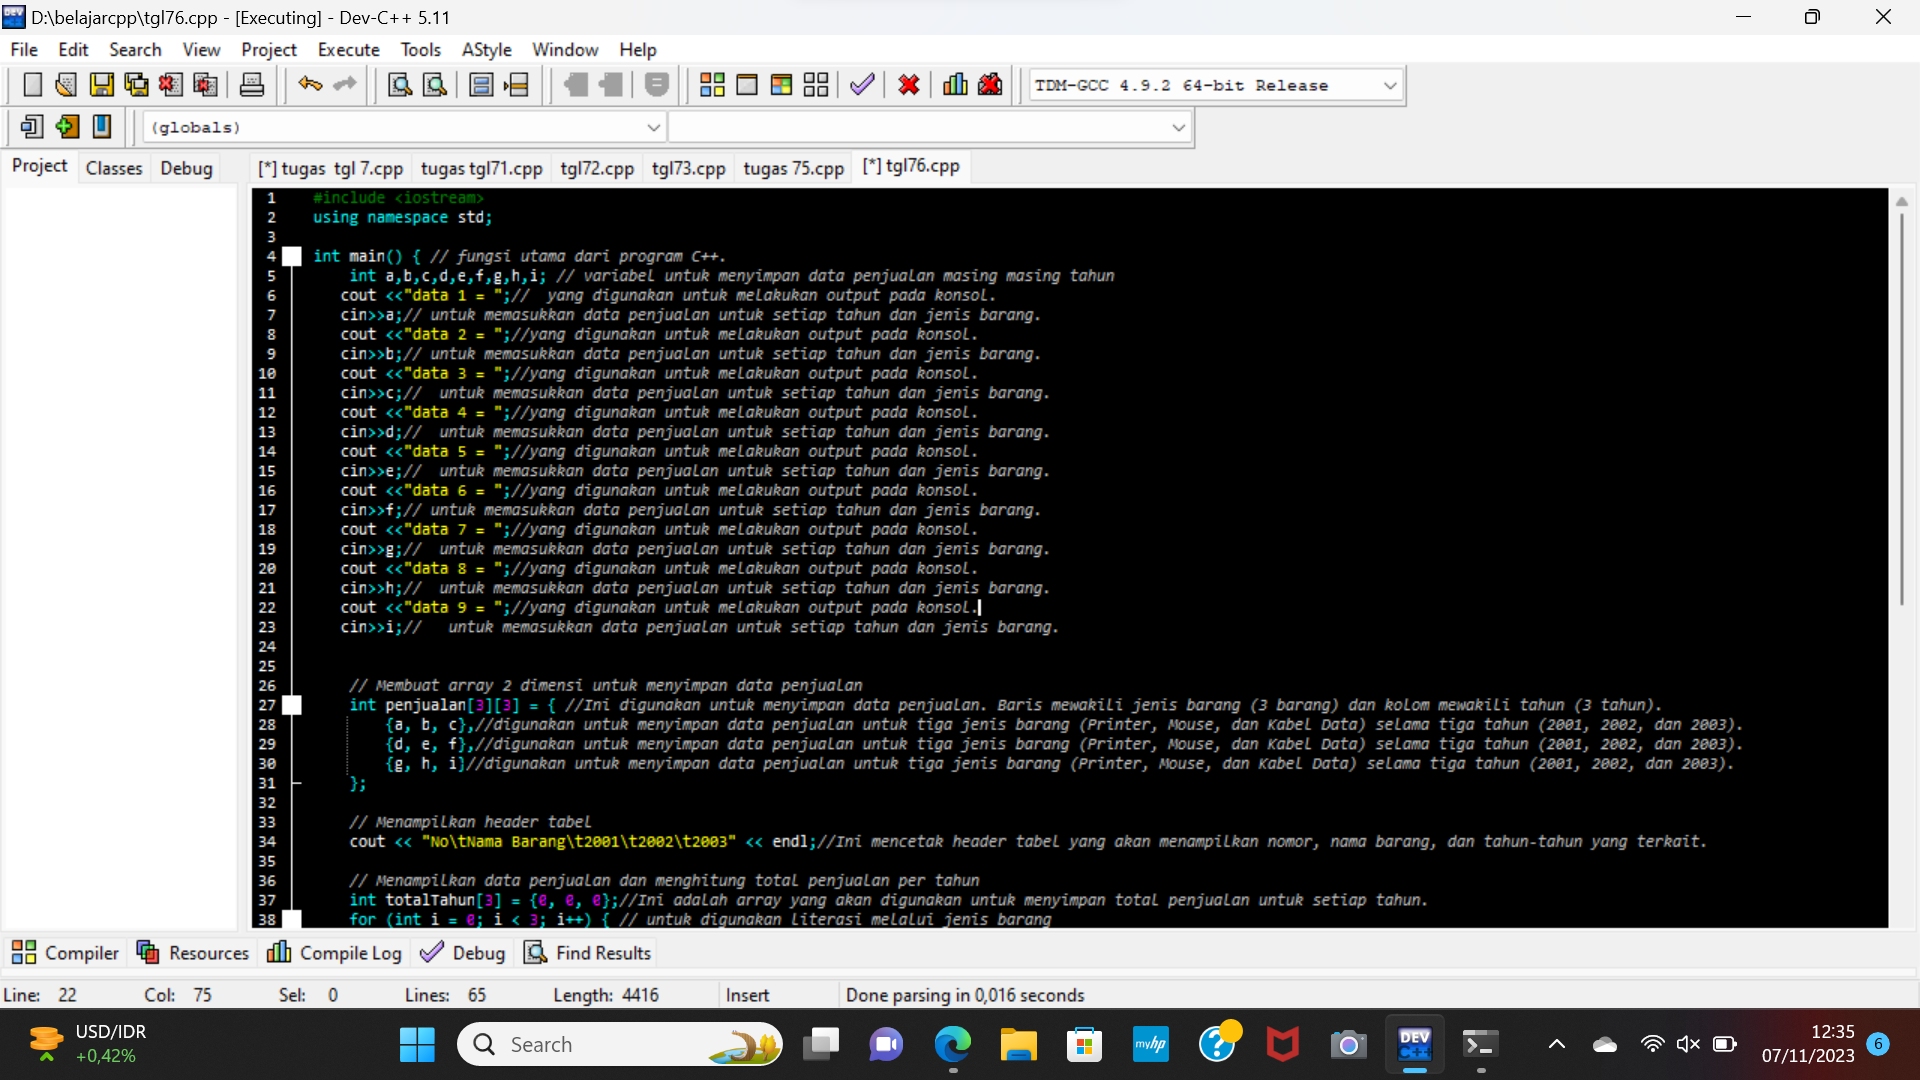 D:\belajarcpp\tgl76.cpp - [Executing] - Dev-C++ 5.11
File Edit Search View Project Execute Tools AStyle Window Help
TDM-GCC 4.9.2 64-bit Release
(globals)
Project Classes Debug [*] tugas tgl 7.cpp tugas tgl71.cpp tgl72.cpp tgl73.cpp tugas 75.cpp [*] tgl76.cpp
1 #include <iostream>
2 using namespace std;
3
4 int main() { // fungsi utama dari program C++.
5 int a,b,c,d,e,f,g,h,i; // variabel untuk menyimpan data penjualan masing masing tahun
6 cout <<"data 1 = ";// yang digunakan untuk melakukan output pada konsol.
7 cin>>a;// untuk memasukkan data penjualan untuk setiap tahun dan jenis barang.
8 cout <<"data 2 = ";//yang digunakan untuk melakukan output pada konsol.
9 cin>>b;// untuk memasukkan data penjualan untuk setiap tahun dan jenis barang.
10 cout <<"data 3 = ";//yang digunakan untuk melakukan output pada konsol.
11 cin>>c;// untuk memasukkan data penjualan untuk setiap tahun dan jenis barang.
12 cout <<"data 4 = ";//yang digunakan untuk melakukan output pada konsol.
13 cin>>d;// untuk memasukkan data penjualan untuk setiap tahun dan jenis barang.
14 cout <<"data 5 = ";//yang digunakan untuk melakukan output pada konsol.
15 cin>>e;// untuk memasukkan data penjualan untuk setiap tahun dan jenis barang.
16 cout <<"data 6 = ";//yang digunakan untuk melakukan output pada konsol.
17 cin>>f;// untuk memasukkan data penjualan untuk setiap tahun dan jenis barang.
18 cout <<"data 7 = ";//yang digunakan untuk melakukan output pada konsol.
19 cin>>g;// untuk memasukkan data penjualan untuk setiap tahun dan jenis barang.
20 cout <<"data 8 = ";//yang digunakan untuk melakukan output pada konsol.
21 cin>>h;// untuk memasukkan data penjualan untuk setiap tahun dan jenis barang.
22 cout <<"data 9 = ";//yang digunakan untuk melakukan output pada konsol.
23 cin>>i;// untuk memasukkan data penjualan untuk setiap tahun dan jenis barang.
24
25
26 // Membuat array 2 dimensi untuk menyimpan data penjualan
27 int penjualan[3][3] = { //Ini digunakan untuk menyimpan data penjualan. Baris mewakili jenis barang (3 barang) dan kolom mewakili tahun (3 tahun).
28 {a, b, c},//digunakan untuk menyimpan data penjualan untuk tiga jenis barang (Printer, Mouse, dan Kabel Data) selama tiga tahun (2001, 2002, dan 2003).
29 {d, e, f},//digunakan untuk menyimpan data penjualan untuk tiga jenis barang (Printer, Mouse, dan Kabel Data) selama tiga tahun (2001, 2002, dan 2003).
30 {g, h, i}//digunakan untuk menyimpan data penjualan untuk tiga jenis barang (Printer, Mouse, dan Kabel Data) selama tiga tahun (2001, 2002, dan 2003).
31 };
32
33 // Menampilkan header tabel
34 cout << "No\tNama Barang\t2001\t2002\t2003" << endl;//Ini mencetak header tabel yang akan menampilkan nomor, nama barang, dan tahun-tahun yang terkait.
35
36 // Menampilkan data penjualan dan menghitung total penjualan per tahun
37 int totalTahun[3] = {0, 0, 0};//Ini adalah array yang akan digunakan untuk menyimpan total penjualan untuk setiap tahun.
38 for (int i = 0; i < 3; i++) { // untuk digunakan literasi melalui jenis barang
Compiler Resources Compile Log Debug Find Results
Line: 22 Col: 75 Sel: 0 Lines: 65 Length: 4416 Insert Done parsing in 0,016 seconds
USD/IDR
+0,42%
Search
myhp
DEV
C++
12:35
07/11/2023
6